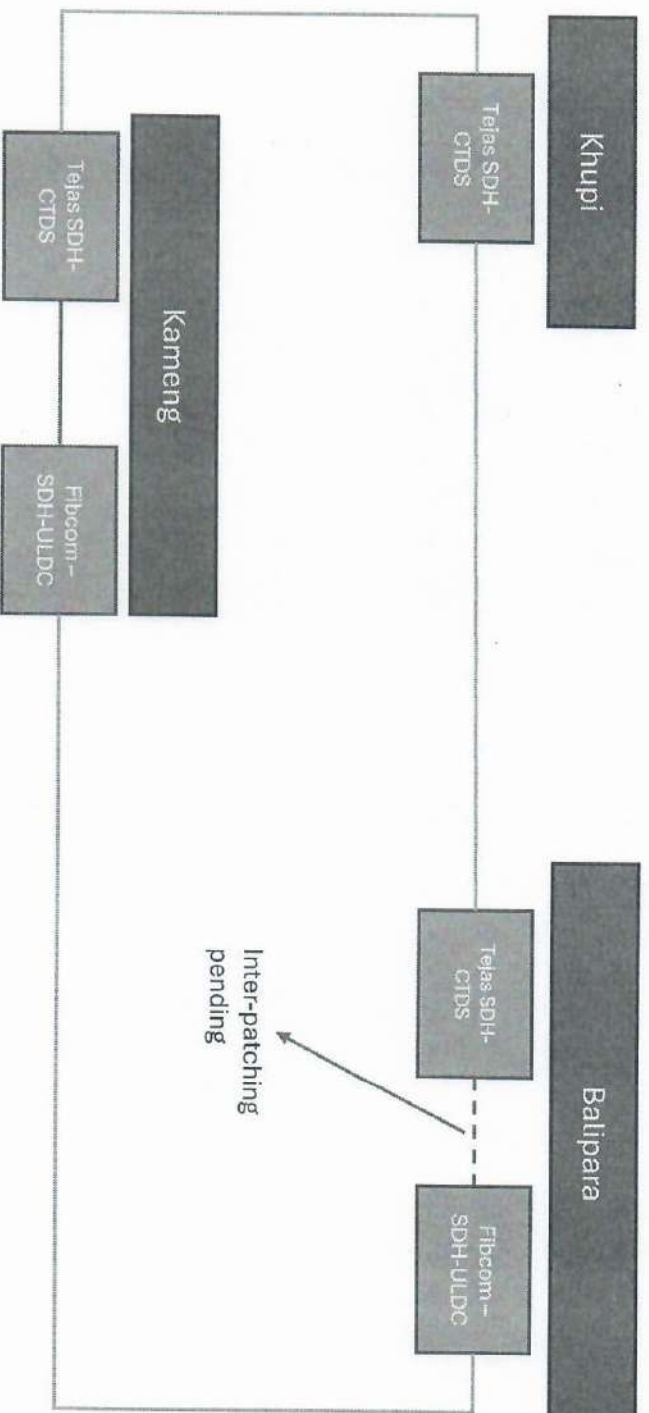 Khupi
Tejas SDH-
CTDS
Balipara
Tejas SDH-
CTDS
Fibcom –
SDH-ULDC
Inter-patching
pending
Kameng
Tejas SDH-
CTDS
Fibcom –
SDH-ULDC